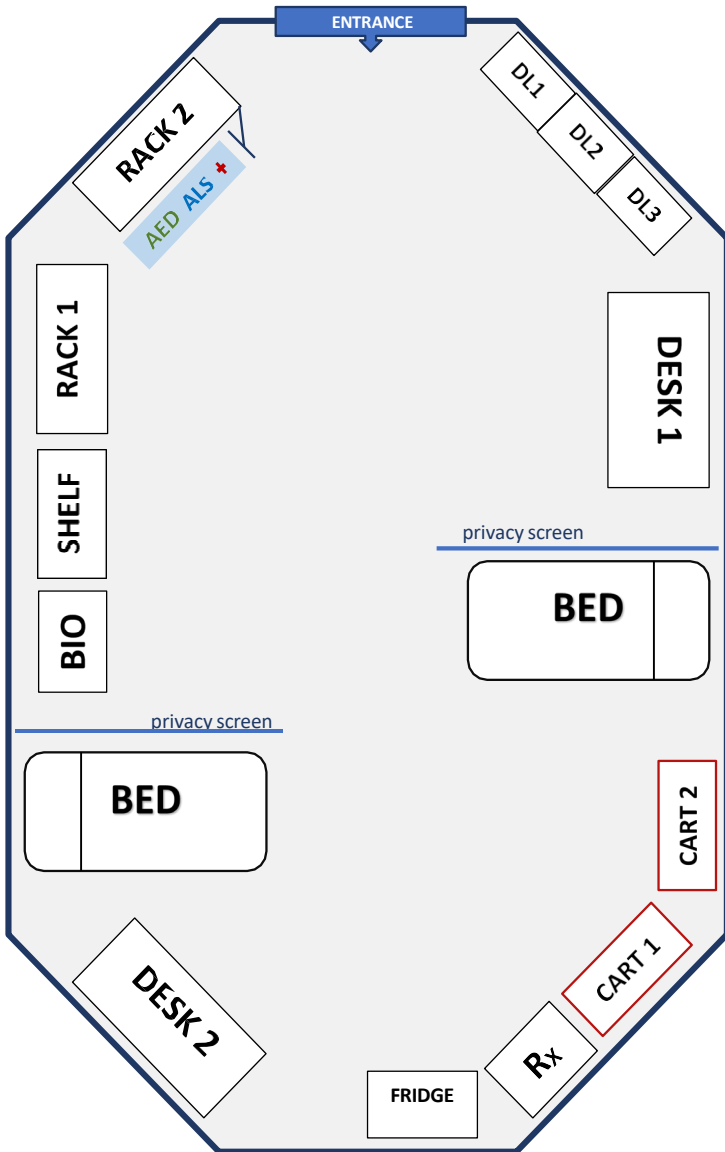 ENTRANCE
RACK 2
DL1
DL2
DL3
AED ALS
RACK 1
DESK 1
SHELF
privacy screen
BED
BIO
privacy screen
BED
CART 2
CART 1
DESK 2
Rx
FRIDGE